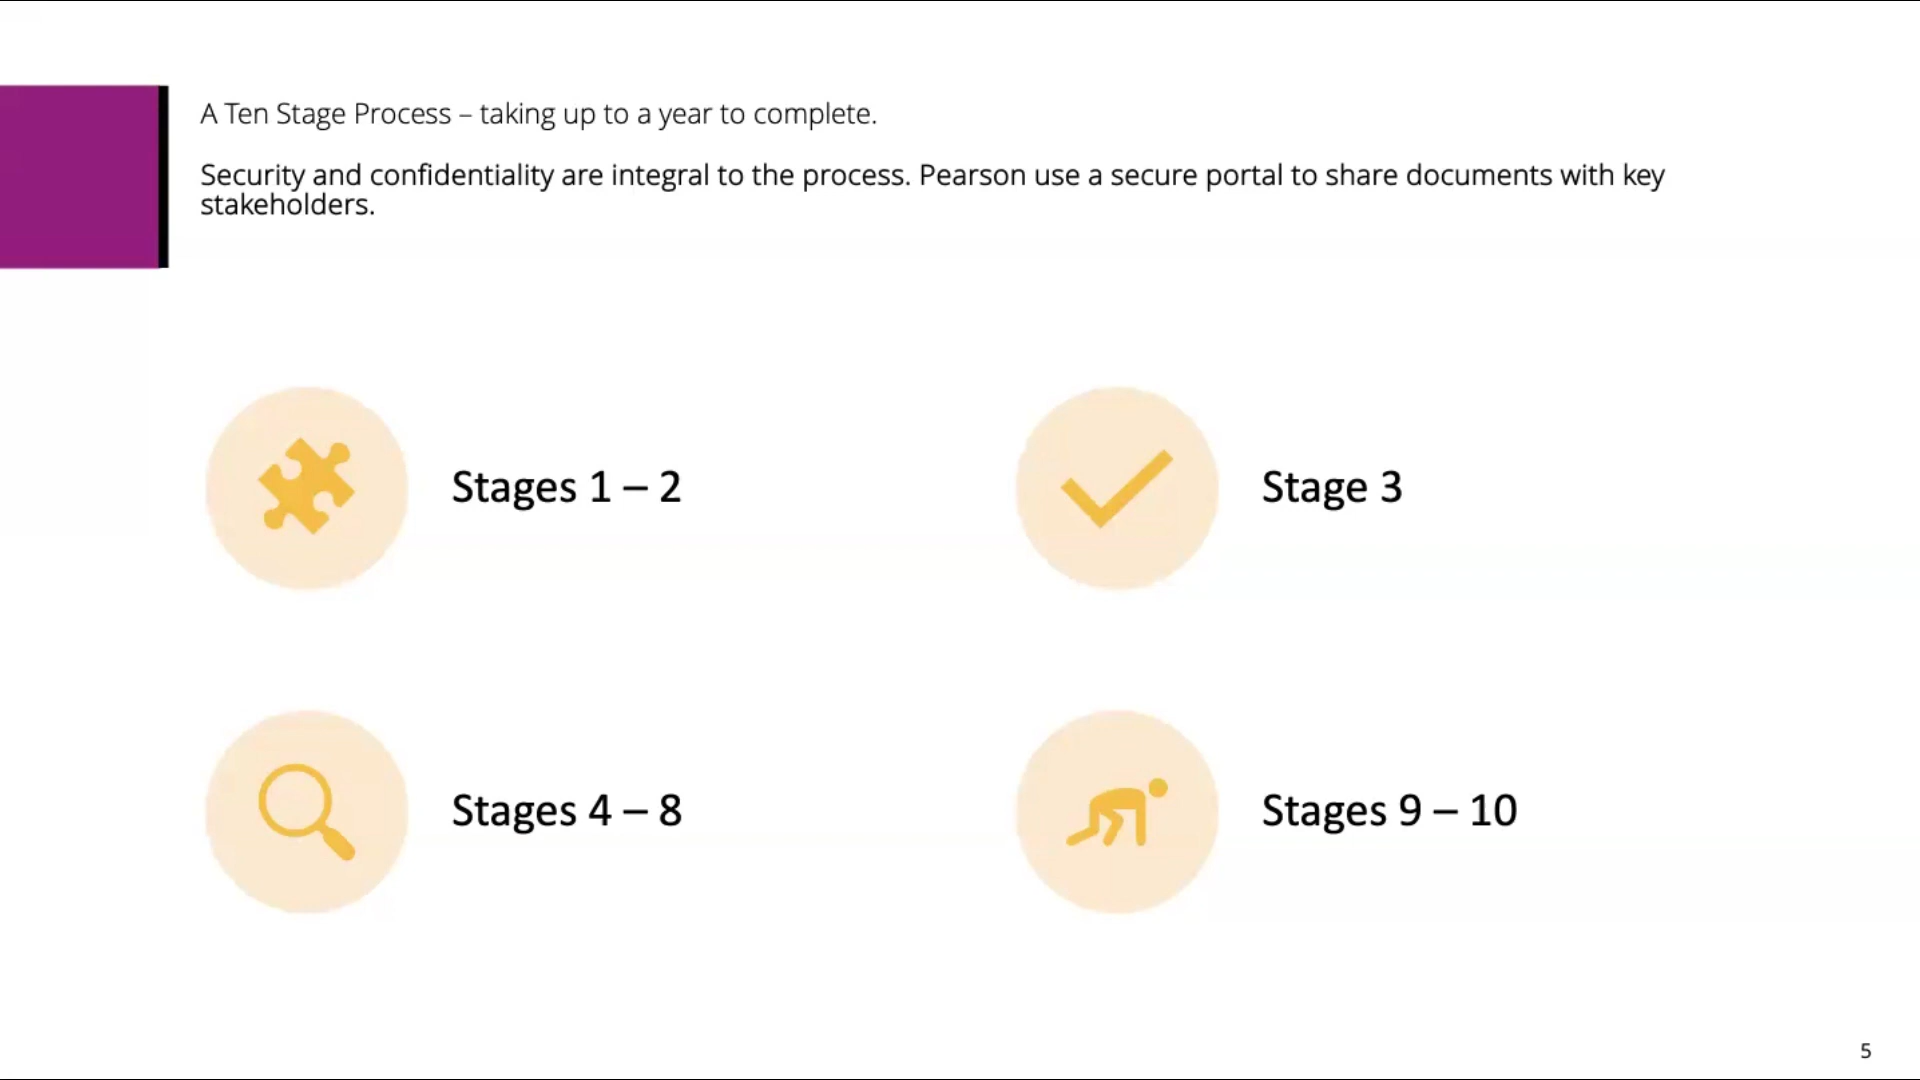 A Ten Stage Process – taking up to a year to complete.
Security and confidentiality are integral to the process. Pearson use a secure portal to share documents with key
stakeholders.
Stages 1 – 2
Stage 3
Stages 4 – 8
Stages 9 – 10
5